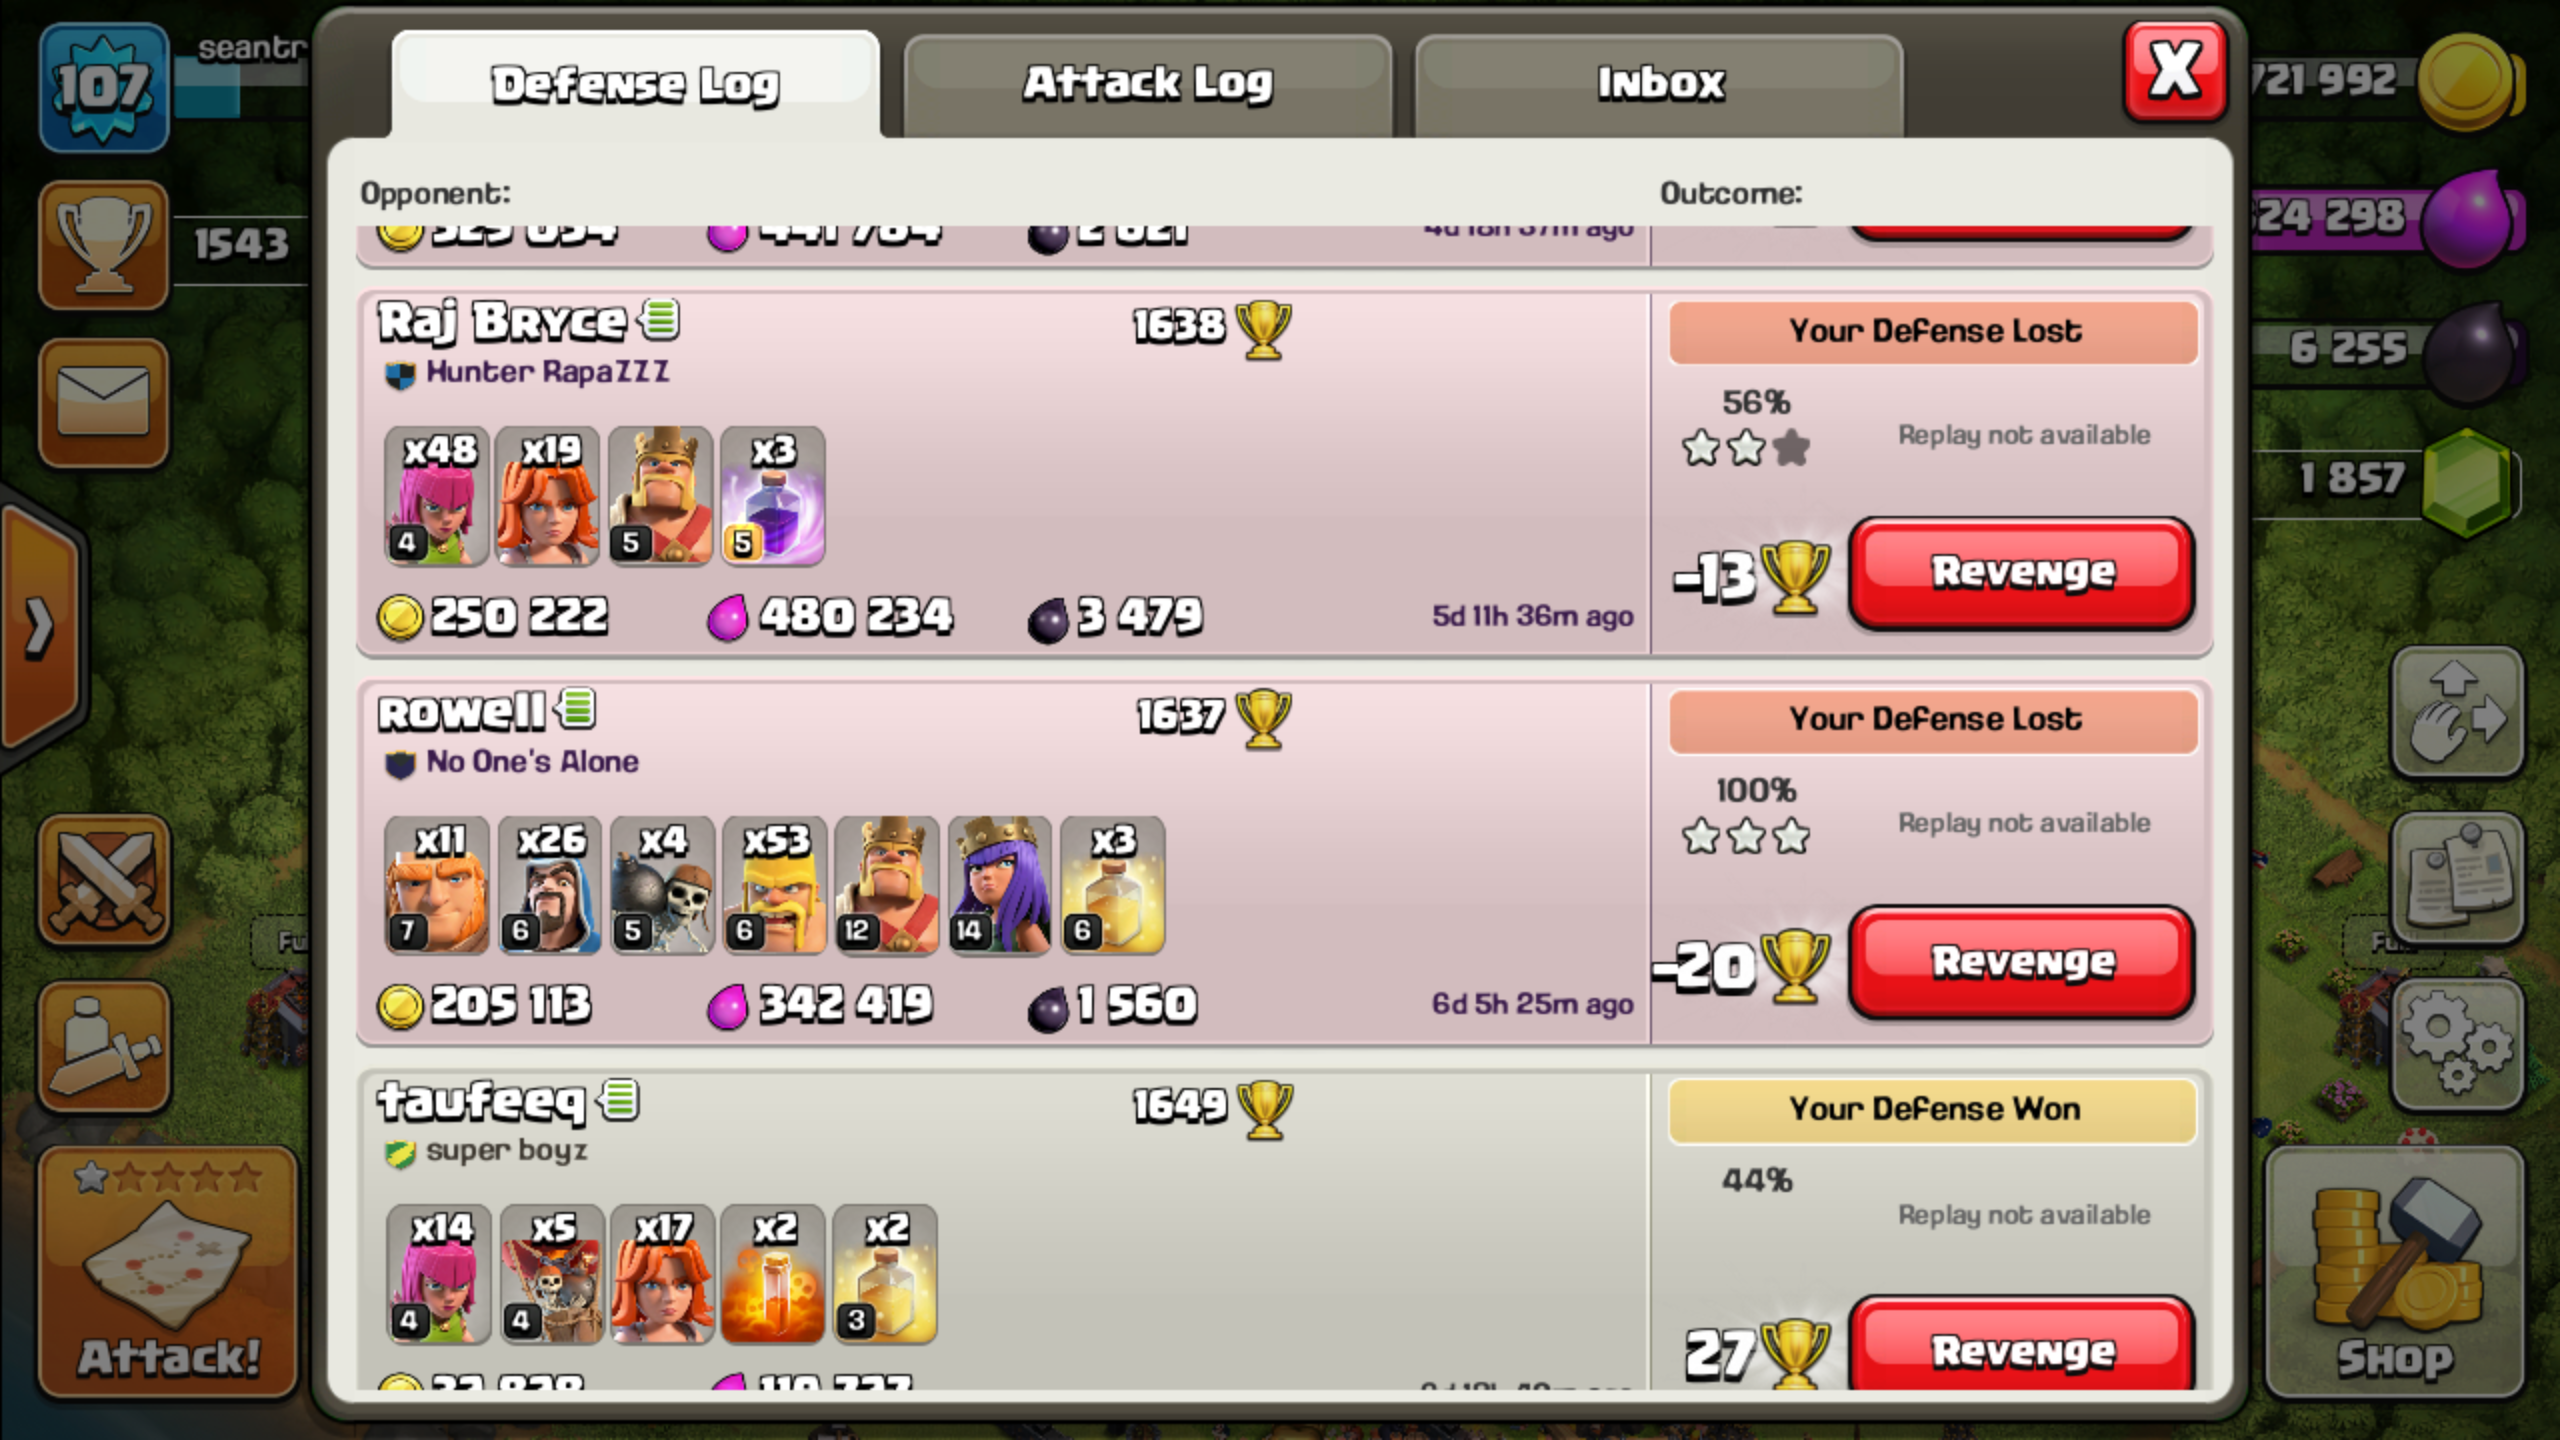 107
seantr
1543
Defense Log
Attack Log
Inbox
X
721 992
24 298
6 255
1 857
Opponent:
Outcome:
Raj Bryce
1638
Hunter RapaZZZ
x48
x19
x3
4
5
5
250 222
480 234
3 479
5d 11h 36m ago
Your Defense Lost
56%
Replay not available
-13
Revenge
Rowell
1637
No One's Alone
x11
x26
x4
x53
x3
7
6
5
6
12
14
6
205 113
342 419
1 560
6d 5h 25m ago
Your Defense Lost
100%
Replay not available
-20
Revenge
taufeeq
1649
super boyz
x14
x5
x17
x2
x2
4
4
3
Your Defense Won
44%
Replay not available
27
Revenge
Attack!
Shop